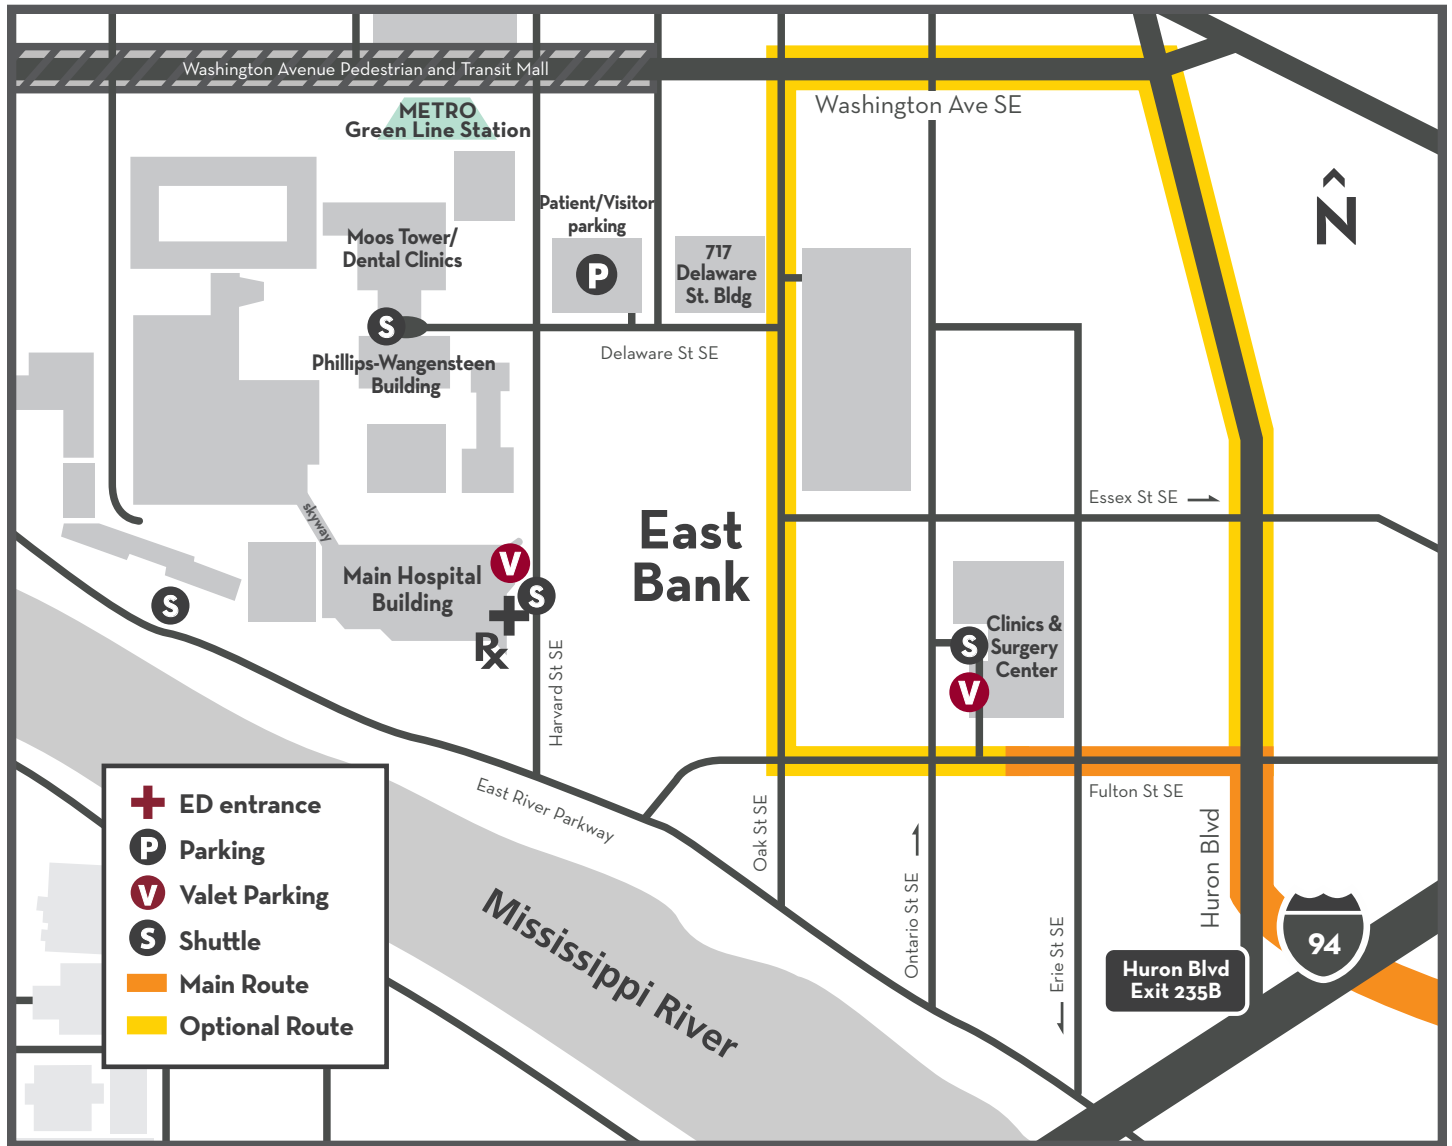 Washington Avenue Pedestrian and Transit Mall
METRO
Green Line Station
Washington Ave SE
N
Patient/Visitor
parking
P
Moos Tower/
Dental Clinics
717
Delaware
St. Bldg
S
Delaware St SE
Phillips-Wangensteen
Building
Essex St SE
skyway
East
Bank
V
Main Hospital
Building
S
S
Rx
Clinics &
Surgery
Center
S
V
Harvard St SE
East River Parkway
Fulton St SE
Oak St SE
Ontario St SE
Erie St SE
Huron Blvd
94
Huron Blvd
Exit 235B
Mississippi River
ED entrance
P Parking
V Valet Parking
S Shuttle
Main Route
Optional Route